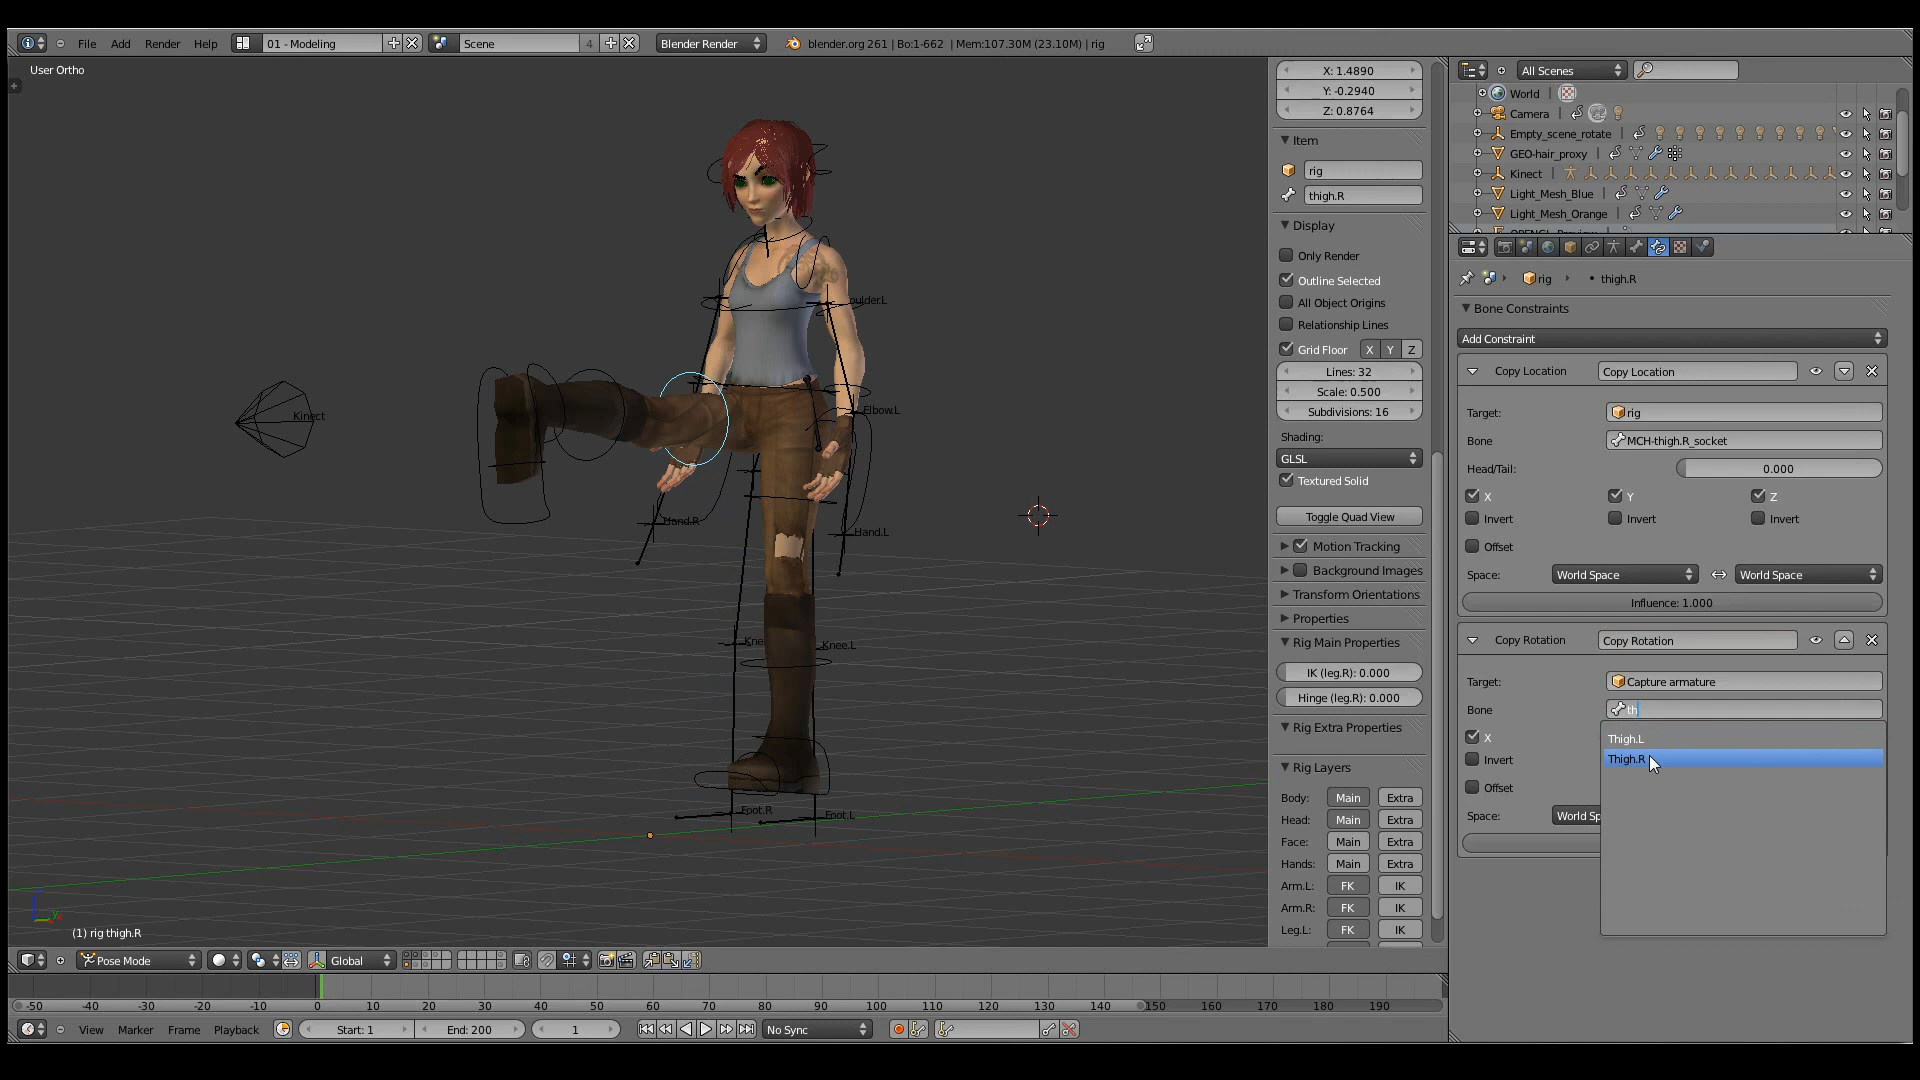 File Add Render Help 01 - Modeling Scene 4 Blender Render blender.org 261 | Bo:1-662 | Mem:107.30M (23.10M) | rig
User Ortho
Kinect
oulder.L
Elbow.L
Hand.R
Hand.L
Kne
Knee.L
Foot.R
Foot.L
(1) rig thigh.R
X: 1.4890
Y: -0.2940
Z: 0.8764
Item
rig
thigh.R
Display
Only Render
Outline Selected
All Object Origins
Relationship Lines
Grid Floor X Y Z
Lines: 32
Scale: 0.500
Subdivisions: 16
Shading:
GLSL
Textured Solid
Toggle Quad View
Motion Tracking
Background Images
Transform Orientations
Properties
Rig Main Properties
IK (leg.R): 0.000
Hinge (leg.R): 0.000
Rig Extra Properties
Rig Layers
Body: Main Extra
Head: Main Extra
Face: Main Extra
Hands: Main Extra
Arm.L: FK IK
Arm.R: FK IK
Leg.L: FK IK
All Scenes
World |
Camera |
Empty_scene_rotate |
GEO-hair_proxy |
Kinect |
Light_Mesh_Blue |
Light_Mesh_Orange |
rig thigh.R
Bone Constraints
Add Constraint
Copy Location Copy Location
Target: rig
Bone MCH-thigh.R_socket
Head/Tail: 0.000
X Y Z
Invert Invert Invert
Offset
Space: World Space World Space
Influence: 1.000
Copy Rotation Copy Rotation
Target: Capture armature
Bone th
X
Invert
Offset
Space: World Sp
Thigh.L
Thigh.R
Pose Mode Global
-50 -40 -30 -20 -10 0 10 20 30 40 50 60 70 80 90 100 110 120 130 140 150 160 170 180 190
View Marker Frame Playback Start: 1 End: 200 1 No Sync